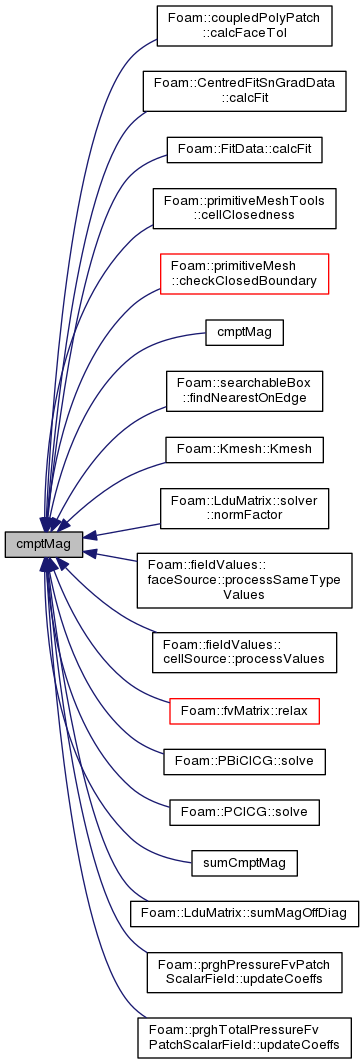 Foam::coupledPolyPatch
::calcFaceTol
Foam::CentredFitSnGradData
::calcFit
Foam::FitData::calcFit
Foam::primitiveMeshTools
::cellClosedness
Foam::primitiveMesh
::checkClosedBoundary
cmptMag
Foam::searchableBox
::findNearestOnEdge
Foam::Kmesh::Kmesh
Foam::LduMatrix::solver
::normFactor
cmptMag
Foam::fieldValues::
faceSource::processSameType
Values
Foam::fieldValues::
cellSource::processValues
Foam::fvMatrix::relax
Foam::PBiCICG::solve
Foam::PCICG::solve
sumCmptMag
Foam::LduMatrix::sumMagOffDiag
Foam::prghPressureFvPatch
ScalarField::updateCoeffs
Foam::prghTotalPressureFv
PatchScalarField::updateCoeffs